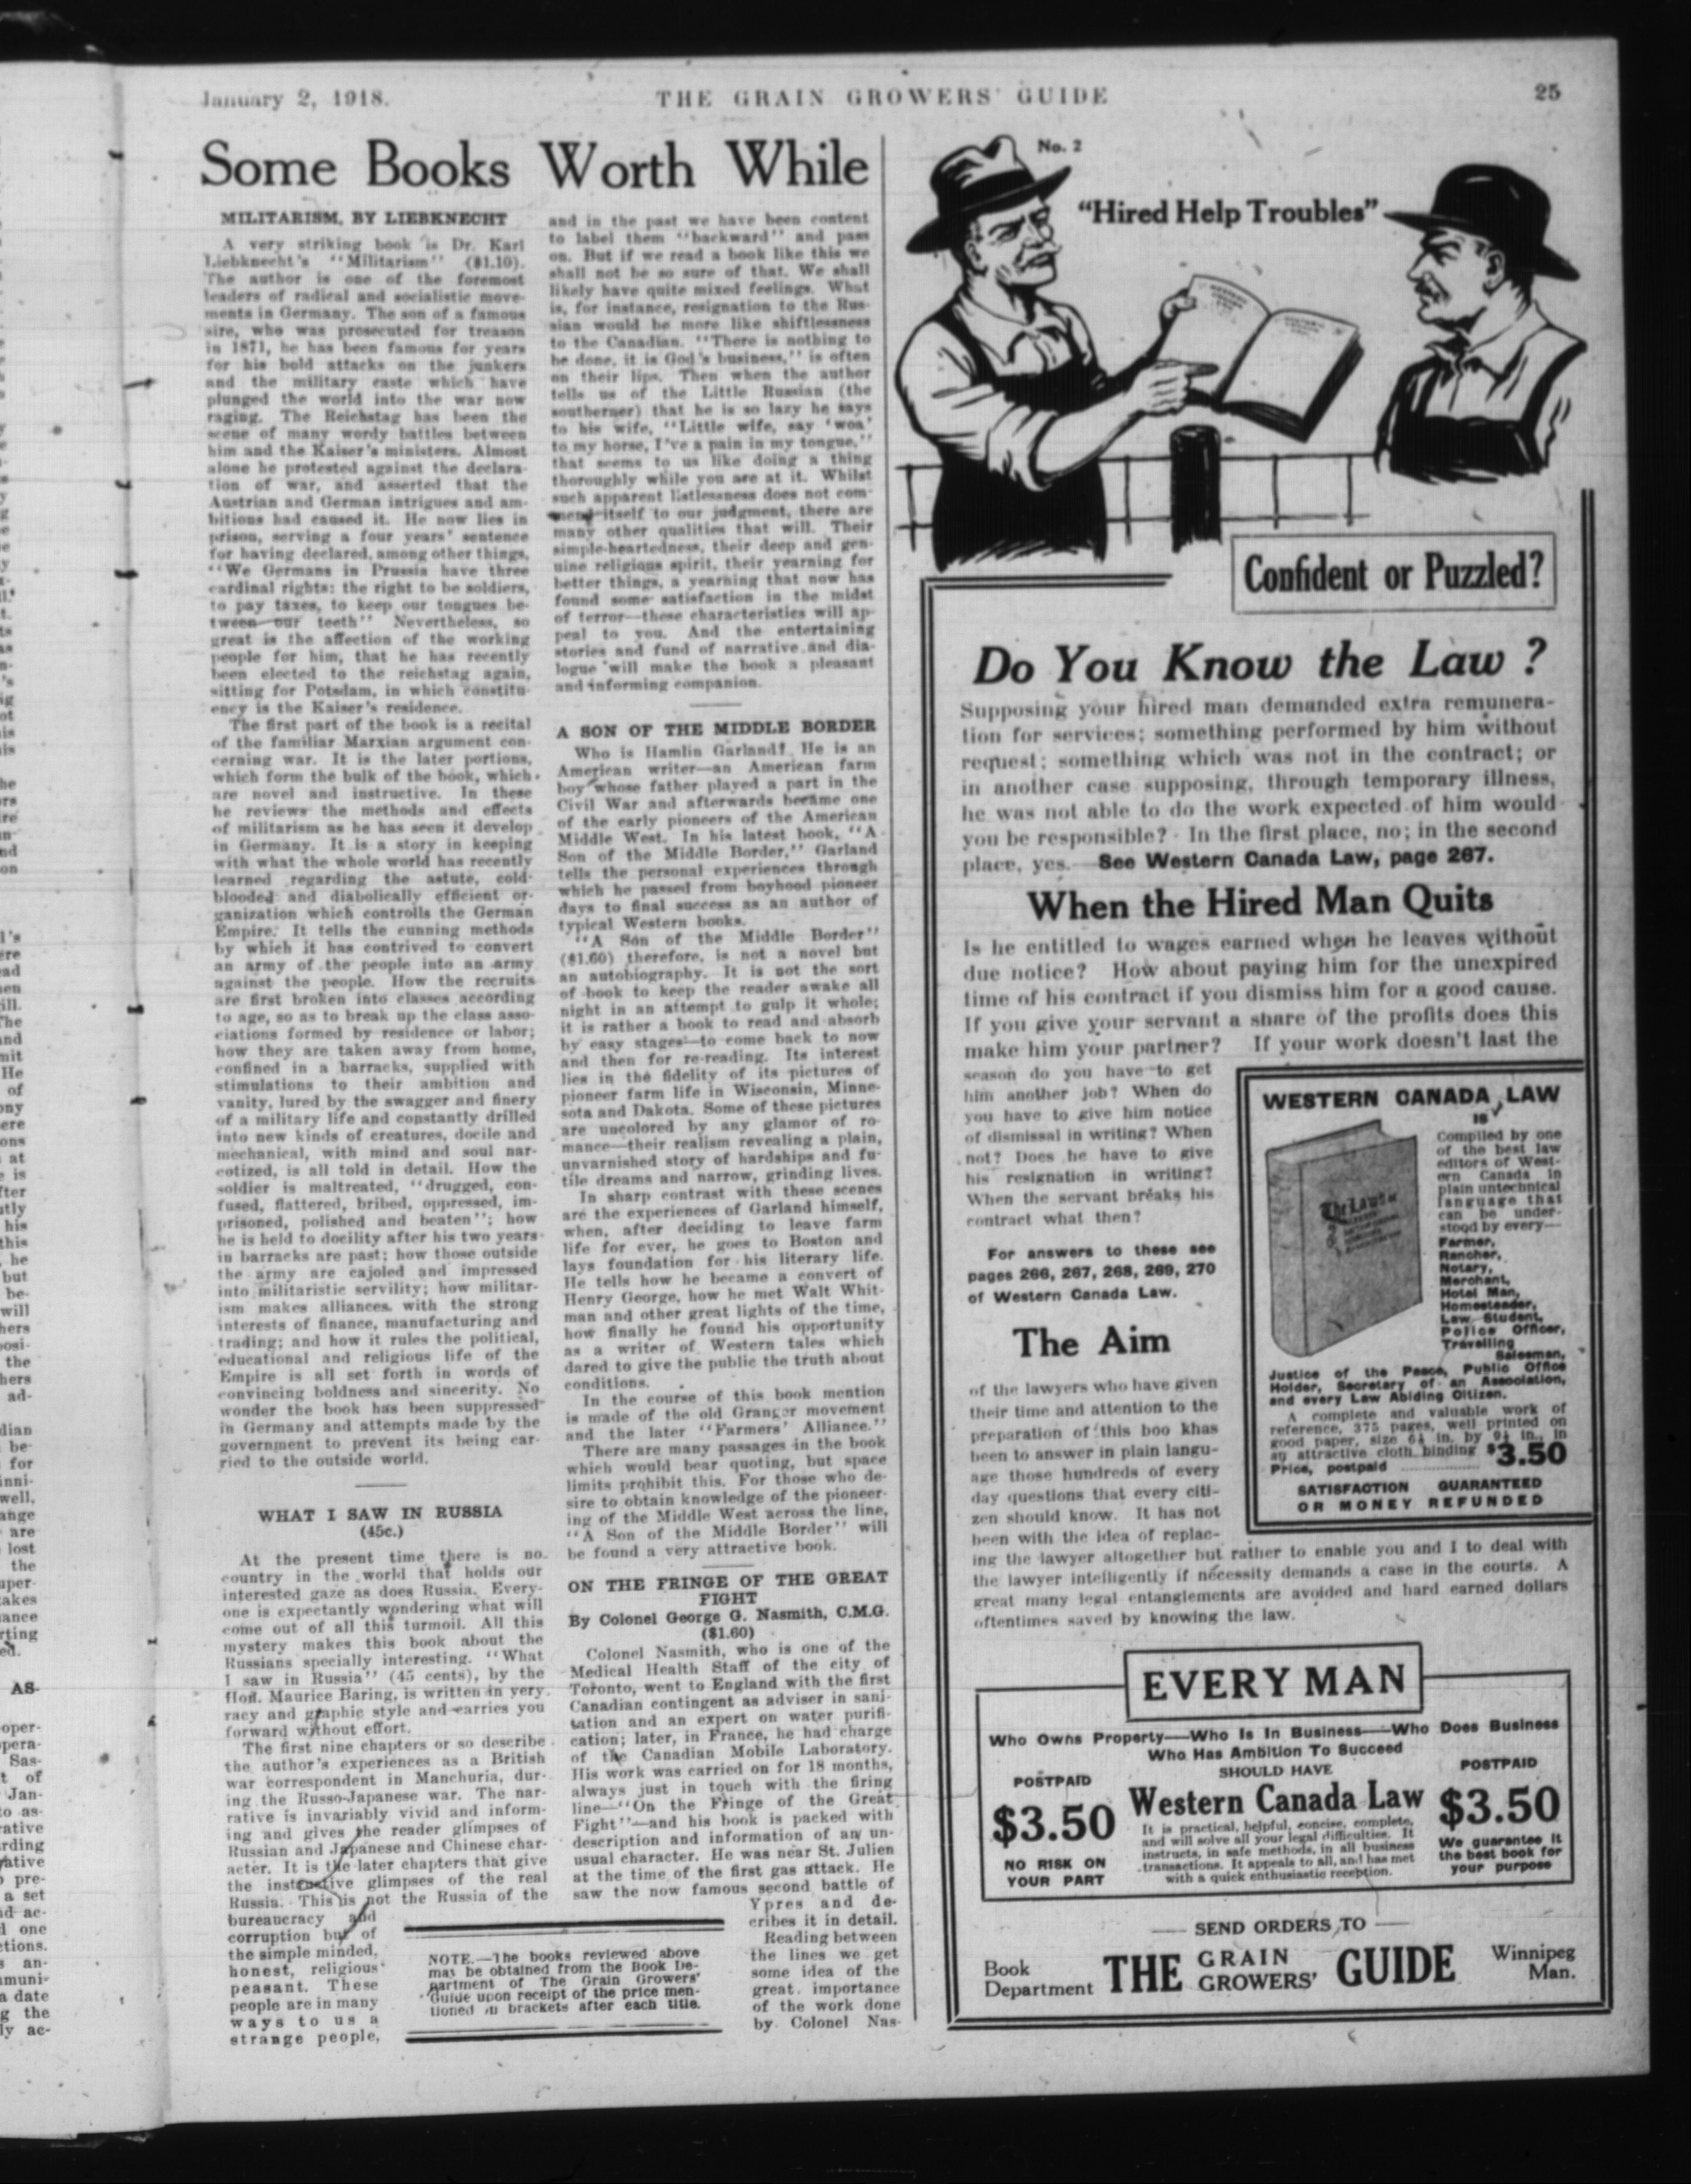 January 2, 1918.
THE GRAIN GROWERS' GUIDE
25
Some Books Worth While
MILITARISM, BY LIEBKNECHT
A very striking book is Dr. Karl
Liebknecht's "Militarism" ($1.10).
The author is one of the foremost
leaders of radical and socialistic move-
ments in Germany. The son of a famous
sire, who was prosecuted for treason
in 1871, he has been famous for years
for his bold attacks on the junkers
and the military caste which have
plunged the world into the war now
raging. The Reichstag has been the
scene of many wordy battles between
him and the Kaiser's ministers. Almost
alone he protested against the declara-
tion of war, and asserted that the
Austrian and German intrigues and am-
bitions had caused it. He now lies in
prison, serving a four years' sentence
for having declared, among other things,
"We Germans in Prussia have three
cardinal rights: the right to be soldiers,
to pay taxes, to keep our tongues be-
tween our teeth" Nevertheless, so
great is the affection of the working
people for him, that he has recently
been elected to the reichstag again,
sitting for Potsdam, in which constitu-
ency is the Kaiser's residence.
The first part of the book is a recital
of the familiar Marxian argument con-
cerning war. It is the later portions,
which form the bulk of the book, which
are novel and instructive. In these
he reviews the methods and effects
of militarism as he has seen it develop
in Germany. It is a story in keeping
with what the whole world has recently
learned regarding the astute, cold-
blooded and diabolically efficient or-
ganization which controlls the German
Empire. It tells the cunning methods
by which it has contrived to convert
an army of the people into an army
against the people. How the recruits
are first broken into classes according
to age, so as to break up the class asso-
ciations formed by residence or labor;
how they are taken away from home,
confined in a barracks, supplied with
stimulations to their ambition and
vanity, lured by the swagger and finery
of a military life and constantly drilled
into new kinds of creatures, docile and
mechanical, with mind and soul nar-
cotized, is all told in detail. How the
soldier is maltreated, "drugged, con-
fused, flattered, bribed, oppressed, im-
prisoned, polished and beaten"; how
he is held to docility after his two years
in barracks are past; how those outside
the army are cajoled and impressed
into militaristic servility; how militar-
ism makes alliances with the strong
interests of finance, manufacturing and
trading; and how it rules the political,
educational and religious life of the
Empire is all set forth in words of
convincing boldness and sincerity. No
wonder the book has been suppressed
in Germany and attempts made by the
government to prevent its being car-
ried to the outside world.
WHAT I SAW IN RUSSIA
(45c.)
At the present time there is no
country in the world that holds our
interested gaze as does Russia. Every-
one is expectantly wondering what will
come out of all this turmoil. All this
mystery makes this book about the
Russians specially interesting. "What
I saw in Russia" (45 cents), by the
Hon. Maurice Baring, is written in very
racy and graphic style and carries you
forward without effort.
The first nine chapters or so describe
the author's experiences as a British
war correspondent in Manchuria, dur-
ing the Russo-Japanese war. The nar-
rative is invariably vivid and inform-
ing and gives the reader glimpses of
Russian and Japanese and Chinese char-
acter. It is the later chapters that give
the instructive glimpses of the real
Russia. This is not the Russia of the
bureaucracy and
corruption but of
the simple minded,
honest, religious
peasant. These
people are in many
ways to us a
strange people,
and in the past we have been content
to label them "backward" and pass
on. But if we read a book like this we
shall not be so sure of that. We shall
likely have quite mixed feelings. What
is, for instance, resignation to the Rus-
sian would be more like shiftlessness
to the Canadian. "There is nothing to
be done, it is God's business," is often
on their lips. Then when the author
tells us of the Little Russian (the
southerner) that he is so lazy he says
to his wife, "Little wife, say 'woa'
to my horse, I've a pain in my tongue,"
that seems to us like doing a thing
thoroughly while you are at it. Whilst
such apparent listlessness does not com-
mend itself to our judgment, there are
many other qualities that will. Their
simple-heartedness, their deep and gen-
uine religious spirit, their yearning for
better things, a yearning that now has
found some satisfaction in the midst
of terror—these characteristics will ap-
peal to you. And the entertaining
stories and fund of narrative and dia-
logue will make the book a pleasant
and informing companion.
A SON OF THE MIDDLE BORDER
Who is Hamlin Garland? He is an
American writer—an American farm
boy whose father played a part in the
Civil War and afterwards became one
of the early pioneers of the American
Middle West. In his latest book, "A
Son of the Middle Border," Garland
tells the personal experiences through
which he passed from boyhood pioneer
days to final success as an author of
typical Western books.
"A Son of the Middle Border"
($1.60) therefore, is not a novel but
an autobiography. It is not the sort
of book to keep the reader awake all
night in an attempt to gulp it whole;
it is rather a book to read and absorb
by easy stages—to come back to now
and then for re-reading. Its interest
lies in the fidelity of its pictures of
pioneer farm life in Wisconsin, Minne-
sota and Dakota. Some of these pictures
are uncolored by any glamor of ro-
mance—their realism revealing a plain,
unvarnished story of hardships and fu-
tile dreams and narrow, grinding lives.
In sharp contrast with these scenes
are the experiences of Garland himself,
when, after deciding to leave farm
life for ever, he goes to Boston and
lays foundation for his literary life.
He tells how he became a convert of
Henry George, how he met Walt Whit-
man and other great lights of the time,
how finally he found his opportunity
as a writer of Western tales which
dared to give the public the truth about
conditions.
In the course of this book mention
is made of the old Granger movement
and the later "Farmers' Alliance."
There are many passages in the book
which would bear quoting, but space
limits prohibit this. For those who de-
sire to obtain knowledge of the pioneer-
ing of the Middle West across the line,
"A Son of the Middle Border" will
be found a very attractive book.
ON THE FRINGE OF THE GREAT
FIGHT
By Colonel George G. Nasmith, C.M.G.
($1.60)
Colonel Nasmith, who is one of the
Medical Health Staff of the city of
Toronto, went to England with the first
Canadian contingent as adviser in sani-
tation and an expert on water purifi-
cation; later, in France, he had charge
of the Canadian Mobile Laboratory.
His work was carried on for 18 months,
always just in touch with the firing
line—"On the Fringe of the Great
Fight"—and his book is packed with
description and information of an un-
usual character. He was near St. Julien
at the time of the first gas attack. He
saw the now famous second battle of
Ypres and de-
cribes it in detail.
Reading between
the lines we get
some idea of the
great importance
of the work done
by Colonel Nas-
NOTE.—The books reviewed above
may be obtained from the Book De-
partment of The Grain Growers'
Guide upon receipt of the price men-
tioned in brackets after each title.
No. 2
"Hired Help Troubles"
Confident or Puzzled?
Do You Know the Law ?
Supposing your hired man demanded extra remunera-
tion for services; something performed by him without
request; something which was not in the contract; or
in another case supposing, through temporary illness,
he was not able to do the work expected of him would
you be responsible? In the first place, no; in the second
place, yes. See Western Canada Law, page 267.
When the Hired Man Quits
Is he entitled to wages earned when he leaves without
due notice? How about paying him for the unexpired
time of his contract if you dismiss him for a good cause.
If you give your servant a share of the profits does this
make him your partner? If your work doesn't last the
season do you have to get
him another job? When do
you have to give him notice
of dismissal in writing? When
not? Does he have to give
his resignation in writing?
When the servant breaks his
contract what then?
For answers to these see
pages 266, 267, 268, 269, 270
of Western Canada Law.
The Aim
of the lawyers who have given
their time and attention to the
preparation of this boo khas
been to answer in plain langu-
age those hundreds of every
day questions that every citi-
zen should know. It has not
been with the idea of replac-
ing the lawyer altogether but rather to enable you and I to deal with
the lawyer intelligently if necessity demands a case in the courts. A
great many legal entanglements are avoided and hard earned dollars
oftentimes saved by knowing the law.
WESTERN CANADA LAW
IS
Compiled by one
of the best law
editors of West-
ern Canada in
plain untechnical
language that
can be under-
stood by every—
Farmer,
Rancher,
Notary,
Merchant,
Hotel Man,
Homesteader,
Law Student,
Police Officer,
Travelling
Salesman,
Justice of the Peace, Public Office
Holder, Secretary of an Association,
and every Law Abiding Citizen.
A complete and valuable work of
reference, 375 pages, well printed on
good paper, size 6½ in. by 9½ in., in
an attractive cloth binding $3.50
Price, postpaid
SATISFACTION GUARANTEED
OR MONEY REFUNDED
EVERY MAN
Who Owns Property—Who Is In Business—Who Does Business
Who Has Ambition To Succeed
SHOULD HAVE
POSTPAID
$3.50
NO RISK ON
YOUR PART
Western Canada Law
It is practical, helpful, concise, complete,
and will solve all your legal difficulties. It
instructs, in safe methods, in all business
transactions. It appeals to all, and has met
with a quick enthusiastic reception.
POSTPAID
$3.50
We guarantee it
the best book for
your purpose
SEND ORDERS TO
Book
Department
THE GRAIN GROWERS' GUIDE
Winnipeg
Man.